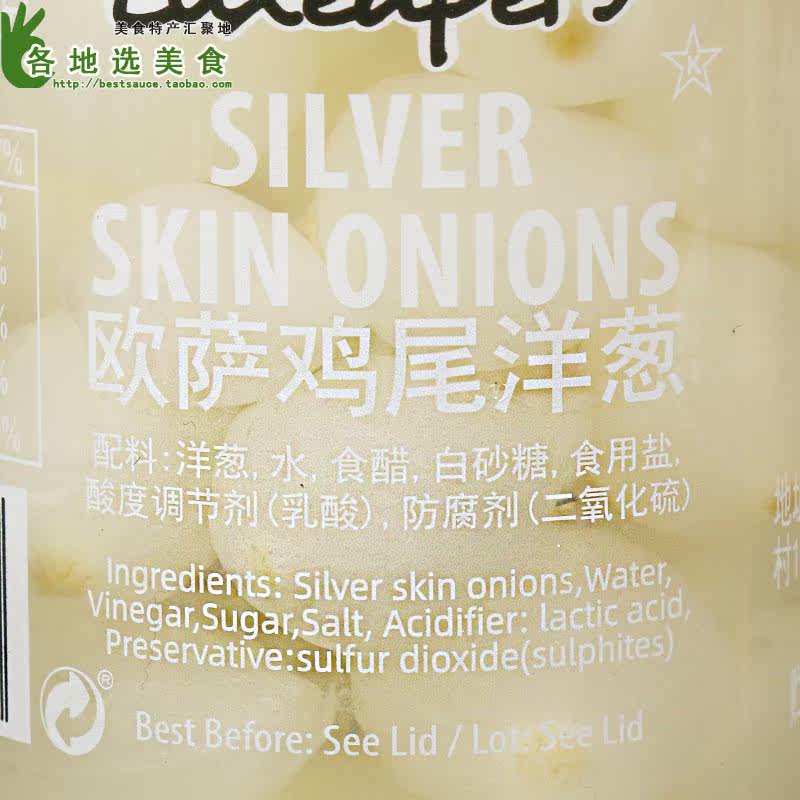 美食特产汇聚地
各地选美食
http://bestsauce.taobao.com
K
SILVER
SKIN ONIONS
欧萨鸡尾洋葱
配料:洋葱, 水, 食醋, 白砂糖, 食用盐,
酸度调节剂(乳酸), 防腐剂(二氧化硫)
Ingredients: Silver skin onions,Water,
Vinegar,Sugar,Salt, Acidifier: lactic acid,
Preservative:sulfur dioxide(sulphites)
®
Best Before: See Lid / Lot: See Lid
%
%
%
%
%
%